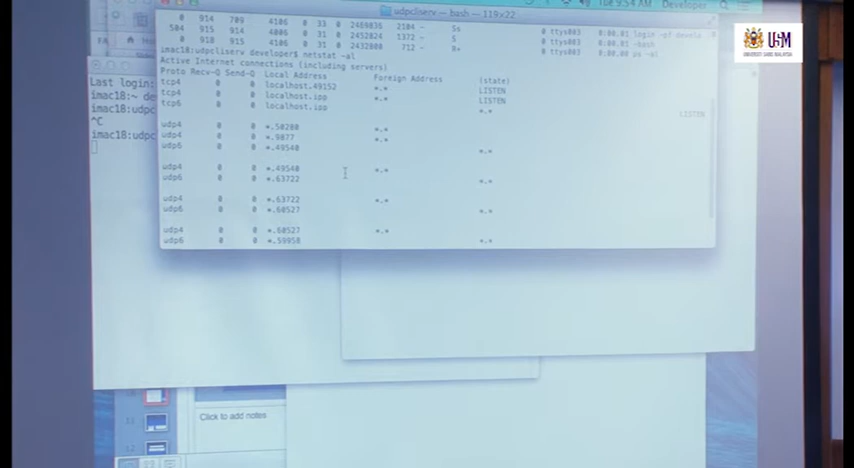 Tue 9:54 AM Developer
udpcliserv — bash — 119×22
0 914 709 4106 0 33 0 2469835 2104 - Ss 0 ttys003 0:00.01 login -pf develo
504 915 914 4006 0 31 0 2452824 1372 - S 0 ttys003 0:00.01 -bash
0 918 915 4106 0 31 0 2432808 712 - R+ 0 ttys003 0:00.00 ps -al
imac18:udpcliserv developer$ netstat -al
Active Internet connections (including servers)
Proto Recv-Q Send-Q Local Address Foreign Address (state)
tcp4 0 0 localhost.49152 *.* LISTEN
tcp4 0 0 localhost.ipp *.* LISTEN
tcp6 0 0 localhost.ipp *.* LISTEN
udp4 0 0 *.50280 *.*
udp4 0 0 *.9877 *.*
udp6 0 0 *.49540 *.*
udp4 0 0 *.49540 *.*
udp6 0 0 *.63722 *.*
udp4 0 0 *.63722 *.*
udp6 0 0 *.60527 *.*
udp4 0 0 *.60527 *.*
udp6 0 0 *.59958 *.*
Last login:
imac18:~ de
imac18:udpc
^C
imac18:udpc
Click to add notes
USM
UNIVERSITI SAINS MALAYSIA